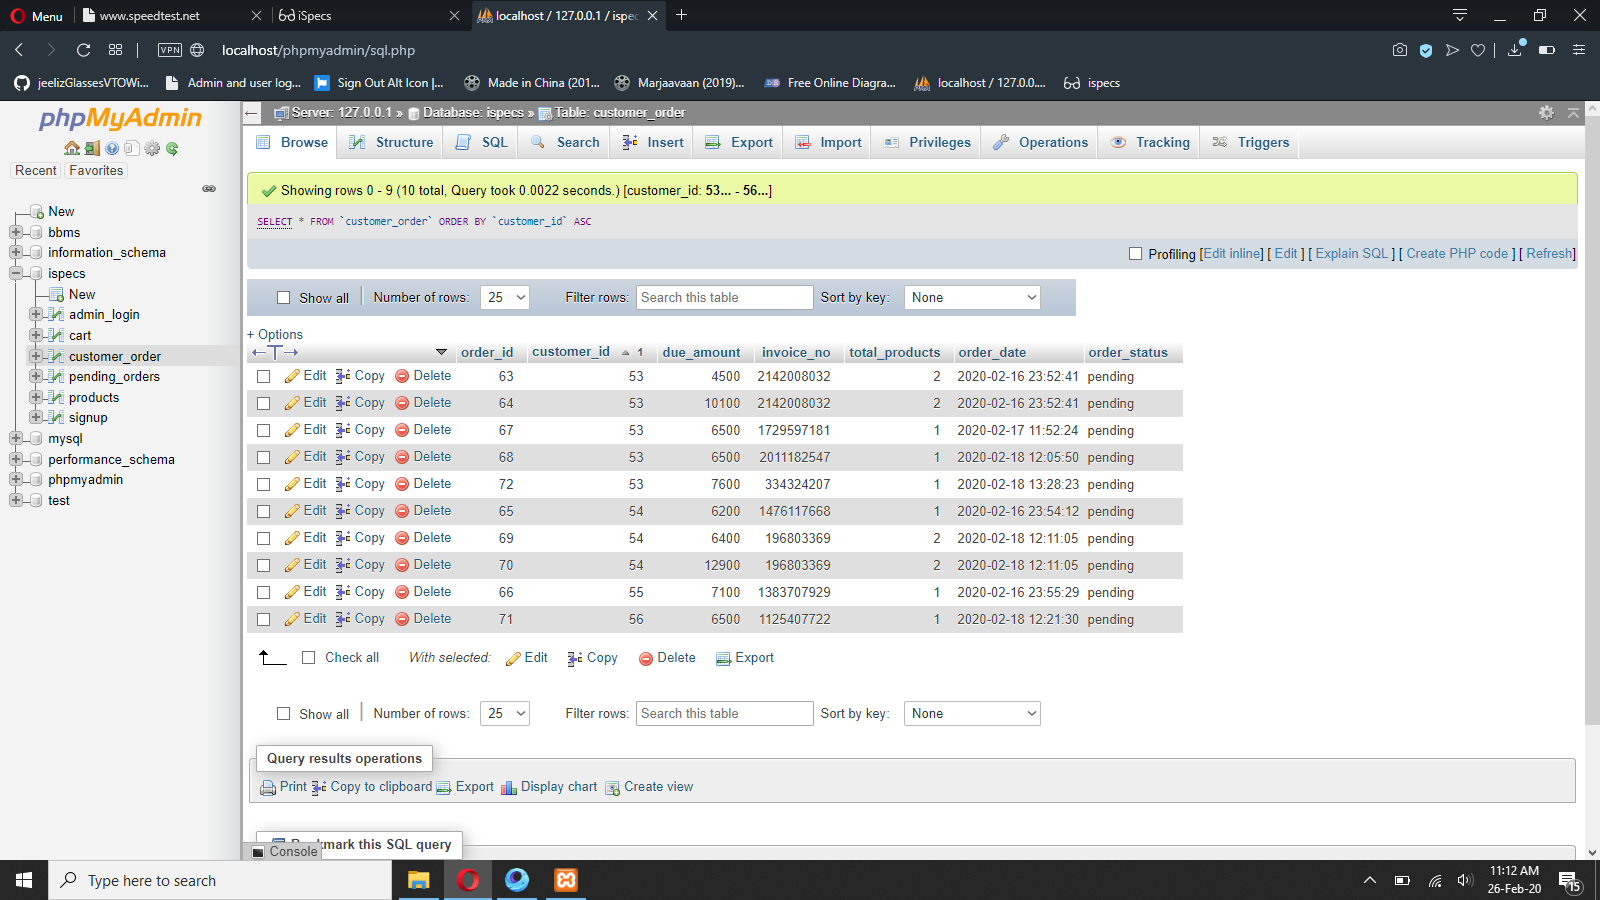 Menu www.speedtest.net iSpecs localhost / 127.0.0.1 / ispec
VPN localhost/phpmyadmin/sql.php
jeelizGlassesVTOWi... Admin and user log... Sign Out Alt Icon |... Made in China (201... Marjaavaan (2019)... Free Online Diagra... localhost / 127.0.0.... ispecs
phpMyAdmin
Recent Favorites
New
bbms
information_schema
ispecs
New
admin_login
cart
customer_order
pending_orders
products
signup
mysql
performance_schema
phpmyadmin
test
Server: 127.0.0.1 » Database: ispecs » Table: customer_order
Browse Structure SQL Search Insert Export Import Privileges Operations Tracking Triggers
Showing rows 0 - 9 (10 total, Query took 0.0022 seconds.) [customer_id: 53... - 56...]
SELECT * FROM `customer_order` ORDER BY `customer_id` ASC
Profiling [Edit inline] [ Edit ] [ Explain SQL ] [ Create PHP code ] [ Refresh]
Show all Number of rows: 25 Filter rows: Search this table Sort by key: None
+ Options
←T→ order_id customer_id 1 due_amount invoice_no total_products order_date order_status
Edit Copy Delete 63 53 4500 2142008032 2 2020-02-16 23:52:41 pending
Edit Copy Delete 64 53 10100 2142008032 2 2020-02-16 23:52:41 pending
Edit Copy Delete 67 53 6500 1729597181 1 2020-02-17 11:52:24 pending
Edit Copy Delete 68 53 6500 2011182547 1 2020-02-18 12:05:50 pending
Edit Copy Delete 72 53 7600 334324207 1 2020-02-18 13:28:23 pending
Edit Copy Delete 65 54 6200 1476117668 1 2020-02-16 23:54:12 pending
Edit Copy Delete 69 54 6400 196803369 2 2020-02-18 12:11:05 pending
Edit Copy Delete 70 54 12900 196803369 2 2020-02-18 12:11:05 pending
Edit Copy Delete 66 55 7100 1383707929 1 2020-02-16 23:55:29 pending
Edit Copy Delete 71 56 6500 1125407722 1 2020-02-18 12:21:30 pending
Check all With selected: Edit Copy Delete Export
Show all Number of rows: 25 Filter rows: Search this table Sort by key: None
Query results operations
Print Copy to clipboard Export Display chart Create view
kmark this SQL query
Console
Type here to search
11:12 AM
26-Feb-20
15